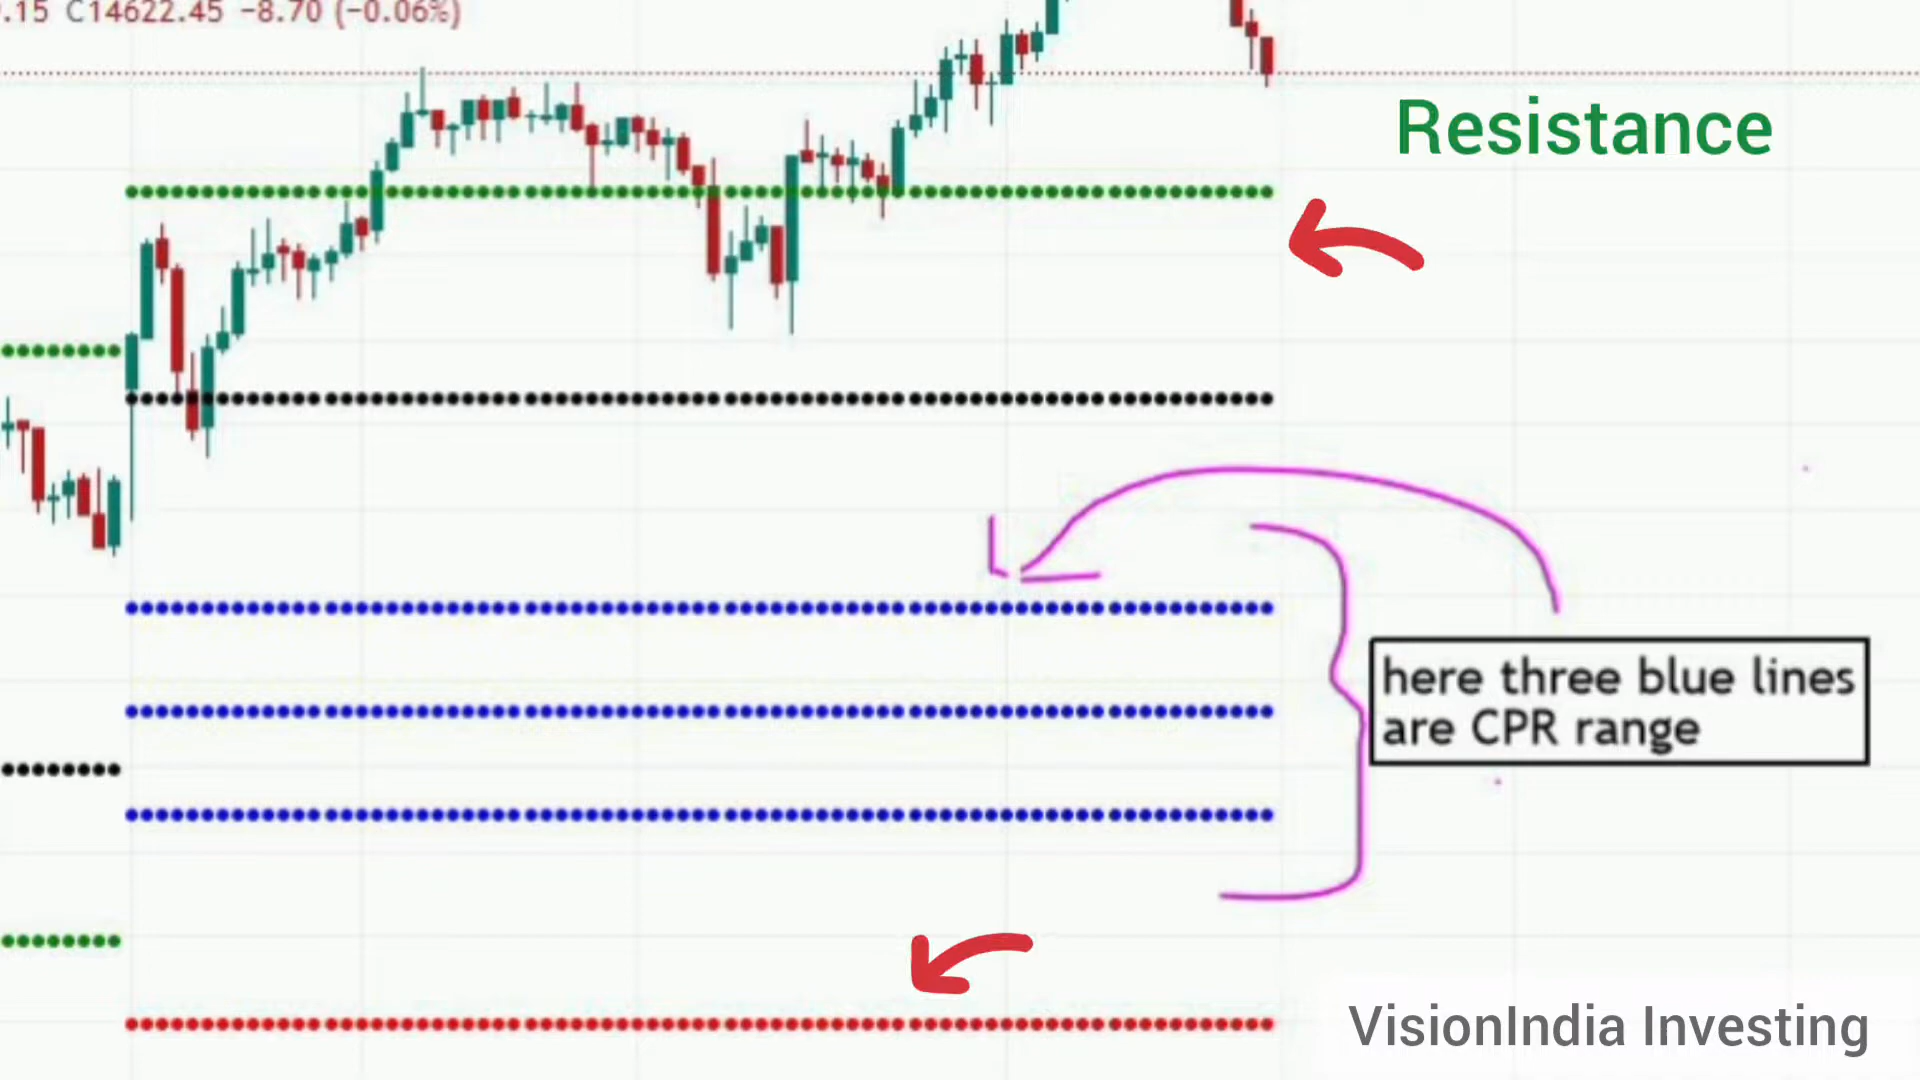 .15 C14622.45 −8.70 (−0.06%)
Resistance
here three blue lines
are CPR range
VisionIndia Investing